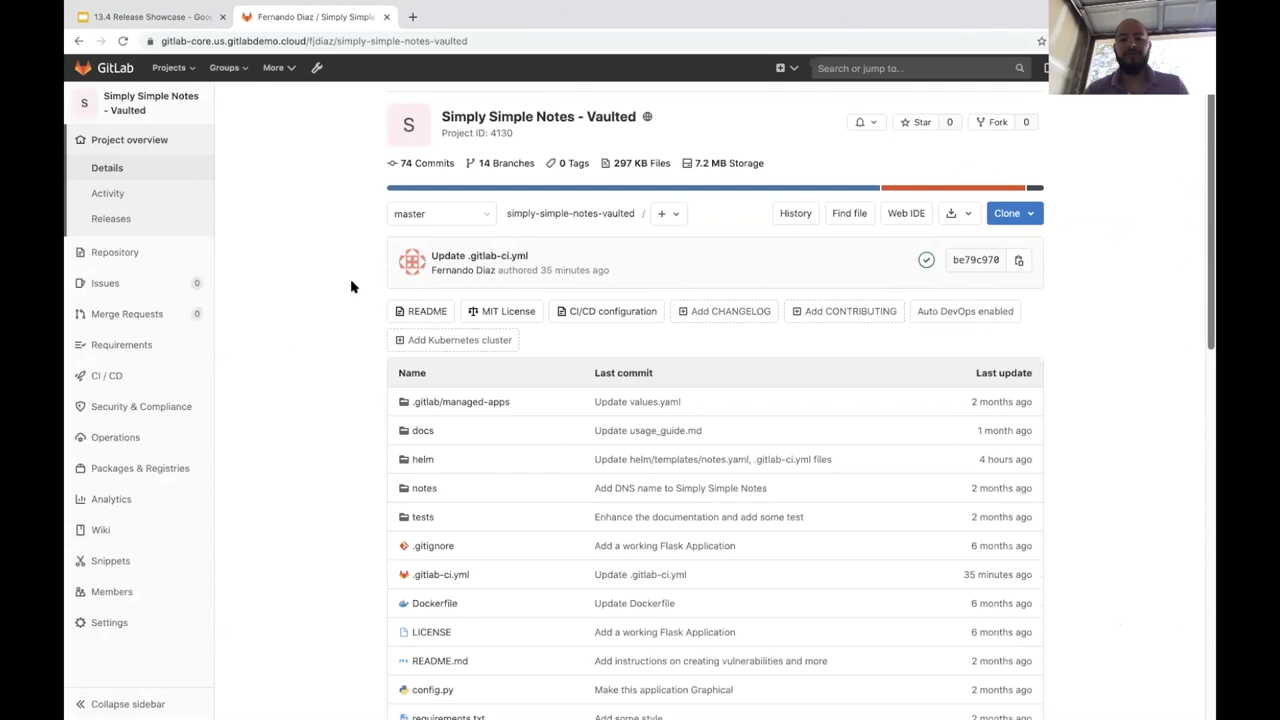 13.4 Release Showcase - Goog
Fernando Diaz / Simply Simple
gitlab-core.us.gitlabdemo.cloud/fjdiaz/simply-simple-notes-vaulted
GitLab Projects Groups More Search or jump to...
S Simply Simple Notes - Vaulted
Project overview
Details
Activity
Releases
Repository
Issues 0
Merge Requests 0
Requirements
CI / CD
Security & Compliance
Operations
Packages & Registries
Analytics
Wiki
Snippets
Members
Settings
Collapse sidebar
S
Simply Simple Notes - Vaulted
Project ID: 4130
Star 0 Fork 0
74 Commits 14 Branches 0 Tags 297 KB Files 7.2 MB Storage
master simply-simple-notes-vaulted / + History Find file Web IDE Clone
Update .gitlab-ci.yml
Fernando Diaz authored 35 minutes ago
be79c970
README MIT License CI/CD configuration Add CHANGELOG Add CONTRIBUTING Auto DevOps enabled
Add Kubernetes cluster
Name Last commit Last update
.gitlab/managed-apps Update values.yaml 2 months ago
docs Update usage_guide.md 1 month ago
helm Update helm/templates/notes.yaml, .gitlab-ci.yml files 4 hours ago
notes Add DNS name to Simply Simple Notes 2 months ago
tests Enhance the documentation and add some test 2 months ago
.gitignore Add a working Flask Application 6 months ago
.gitlab-ci.yml Update .gitlab-ci.yml 35 minutes ago
Dockerfile Update Dockerfile 6 months ago
LICENSE Add a working Flask Application 6 months ago
README.md Add instructions on creating vulnerabilities and more 2 months ago
config.py Make this application Graphical 2 months ago
requirements.txt Add some style 2 months ago